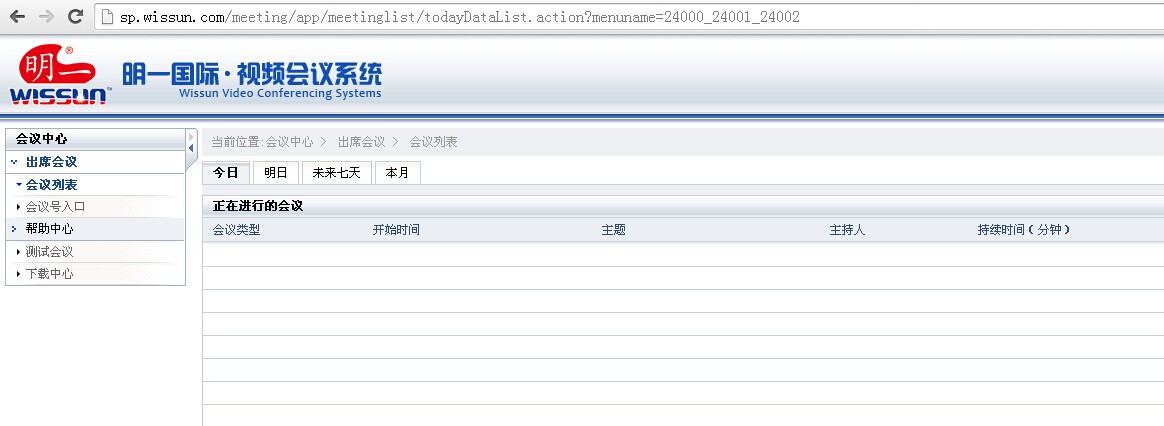 sp.wissun.com/meeting/app/meetinglist/todayDataList.action?menuname=24000_24001_24002
明一® 明一国际·视频会议系统
WISSUN™ Wissun Video Conferencing Systems
会议中心
出席会议
会议列表
会议号入口
帮助中心
测试会议
下载中心
当前位置:会议中心 > 出席会议 > 会议列表
今日 明日 未来七天 本月
正在进行的会议
会议类型 开始时间 主题 主持人 持续时间(分钟)